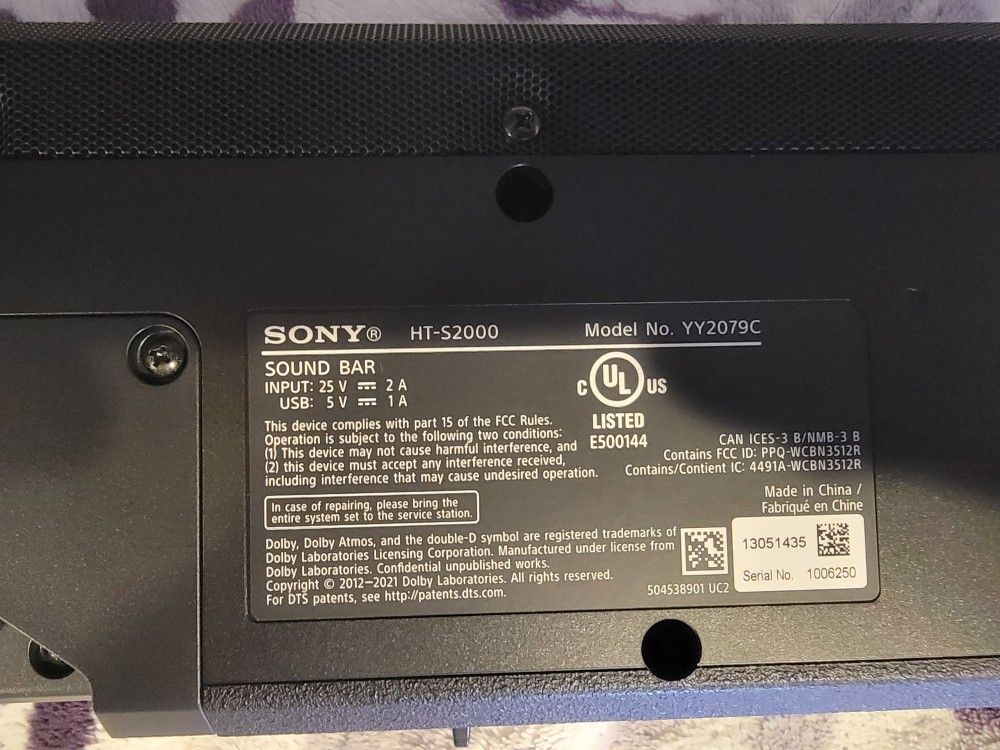 SONY® HT-S2000 Model No. YY2079C
SOUND BAR
INPUT: 25 V ⎓ 2 A
USB: 5 V ⎓ 1 A
C UL US
LISTED
E500144
This device complies with part 15 of the FCC Rules.
Operation is subject to the following two conditions:
(1) This device may not cause harmful interference, and
(2) this device must accept any interference received,
including interference that may cause undesired operation.
CAN ICES-3 B/NMB-3 B
Contains FCC ID: PPQ-WCBN3512R
Contains/Contient IC: 4491A-WCBN3512R
Made in China /
Fabriqué en Chine
In case of repairing, please bring the
entire system set to the service station.
Dolby, Dolby Atmos, and the double-D symbol are registered trademarks of
Dolby Laboratories Licensing Corporation. Manufactured under license from
Dolby Laboratories. Confidential unpublished works.
Copyright © 2012–2021 Dolby Laboratories. All rights reserved.
For DTS patents, see http://patents.dts.com.
504538901 UC2
13051435
Serial No. 1006250